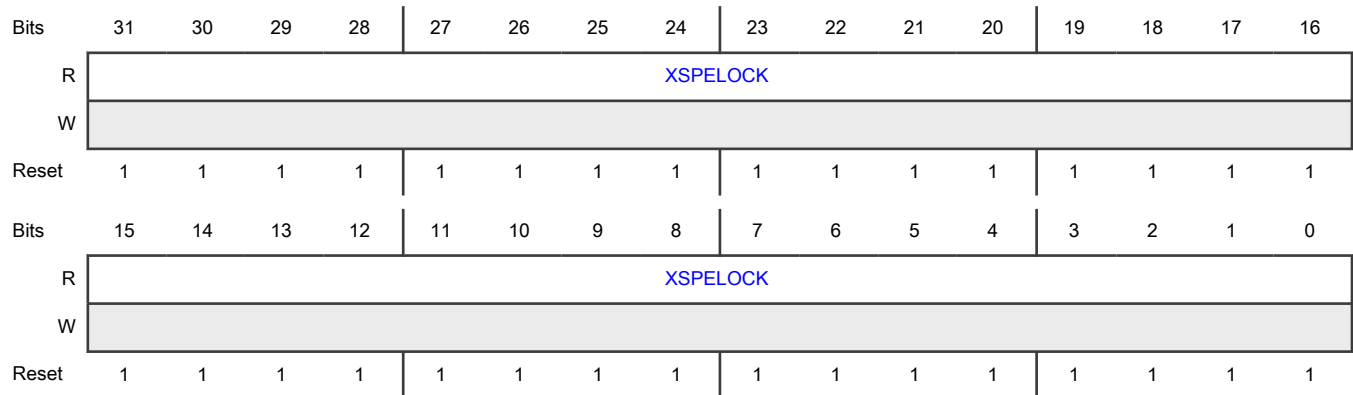 Bits 31 30 29 28 27 26 25 24 23 22 21 20 19 18 17 16
R XSPELOCK
W
Reset 1 1 1 1 1 1 1 1 1 1 1 1 1 1 1 1
Bits 15 14 13 12 11 10 9 8 7 6 5 4 3 2 1 0
R XSPELOCK
W
Reset 1 1 1 1 1 1 1 1 1 1 1 1 1 1 1 1